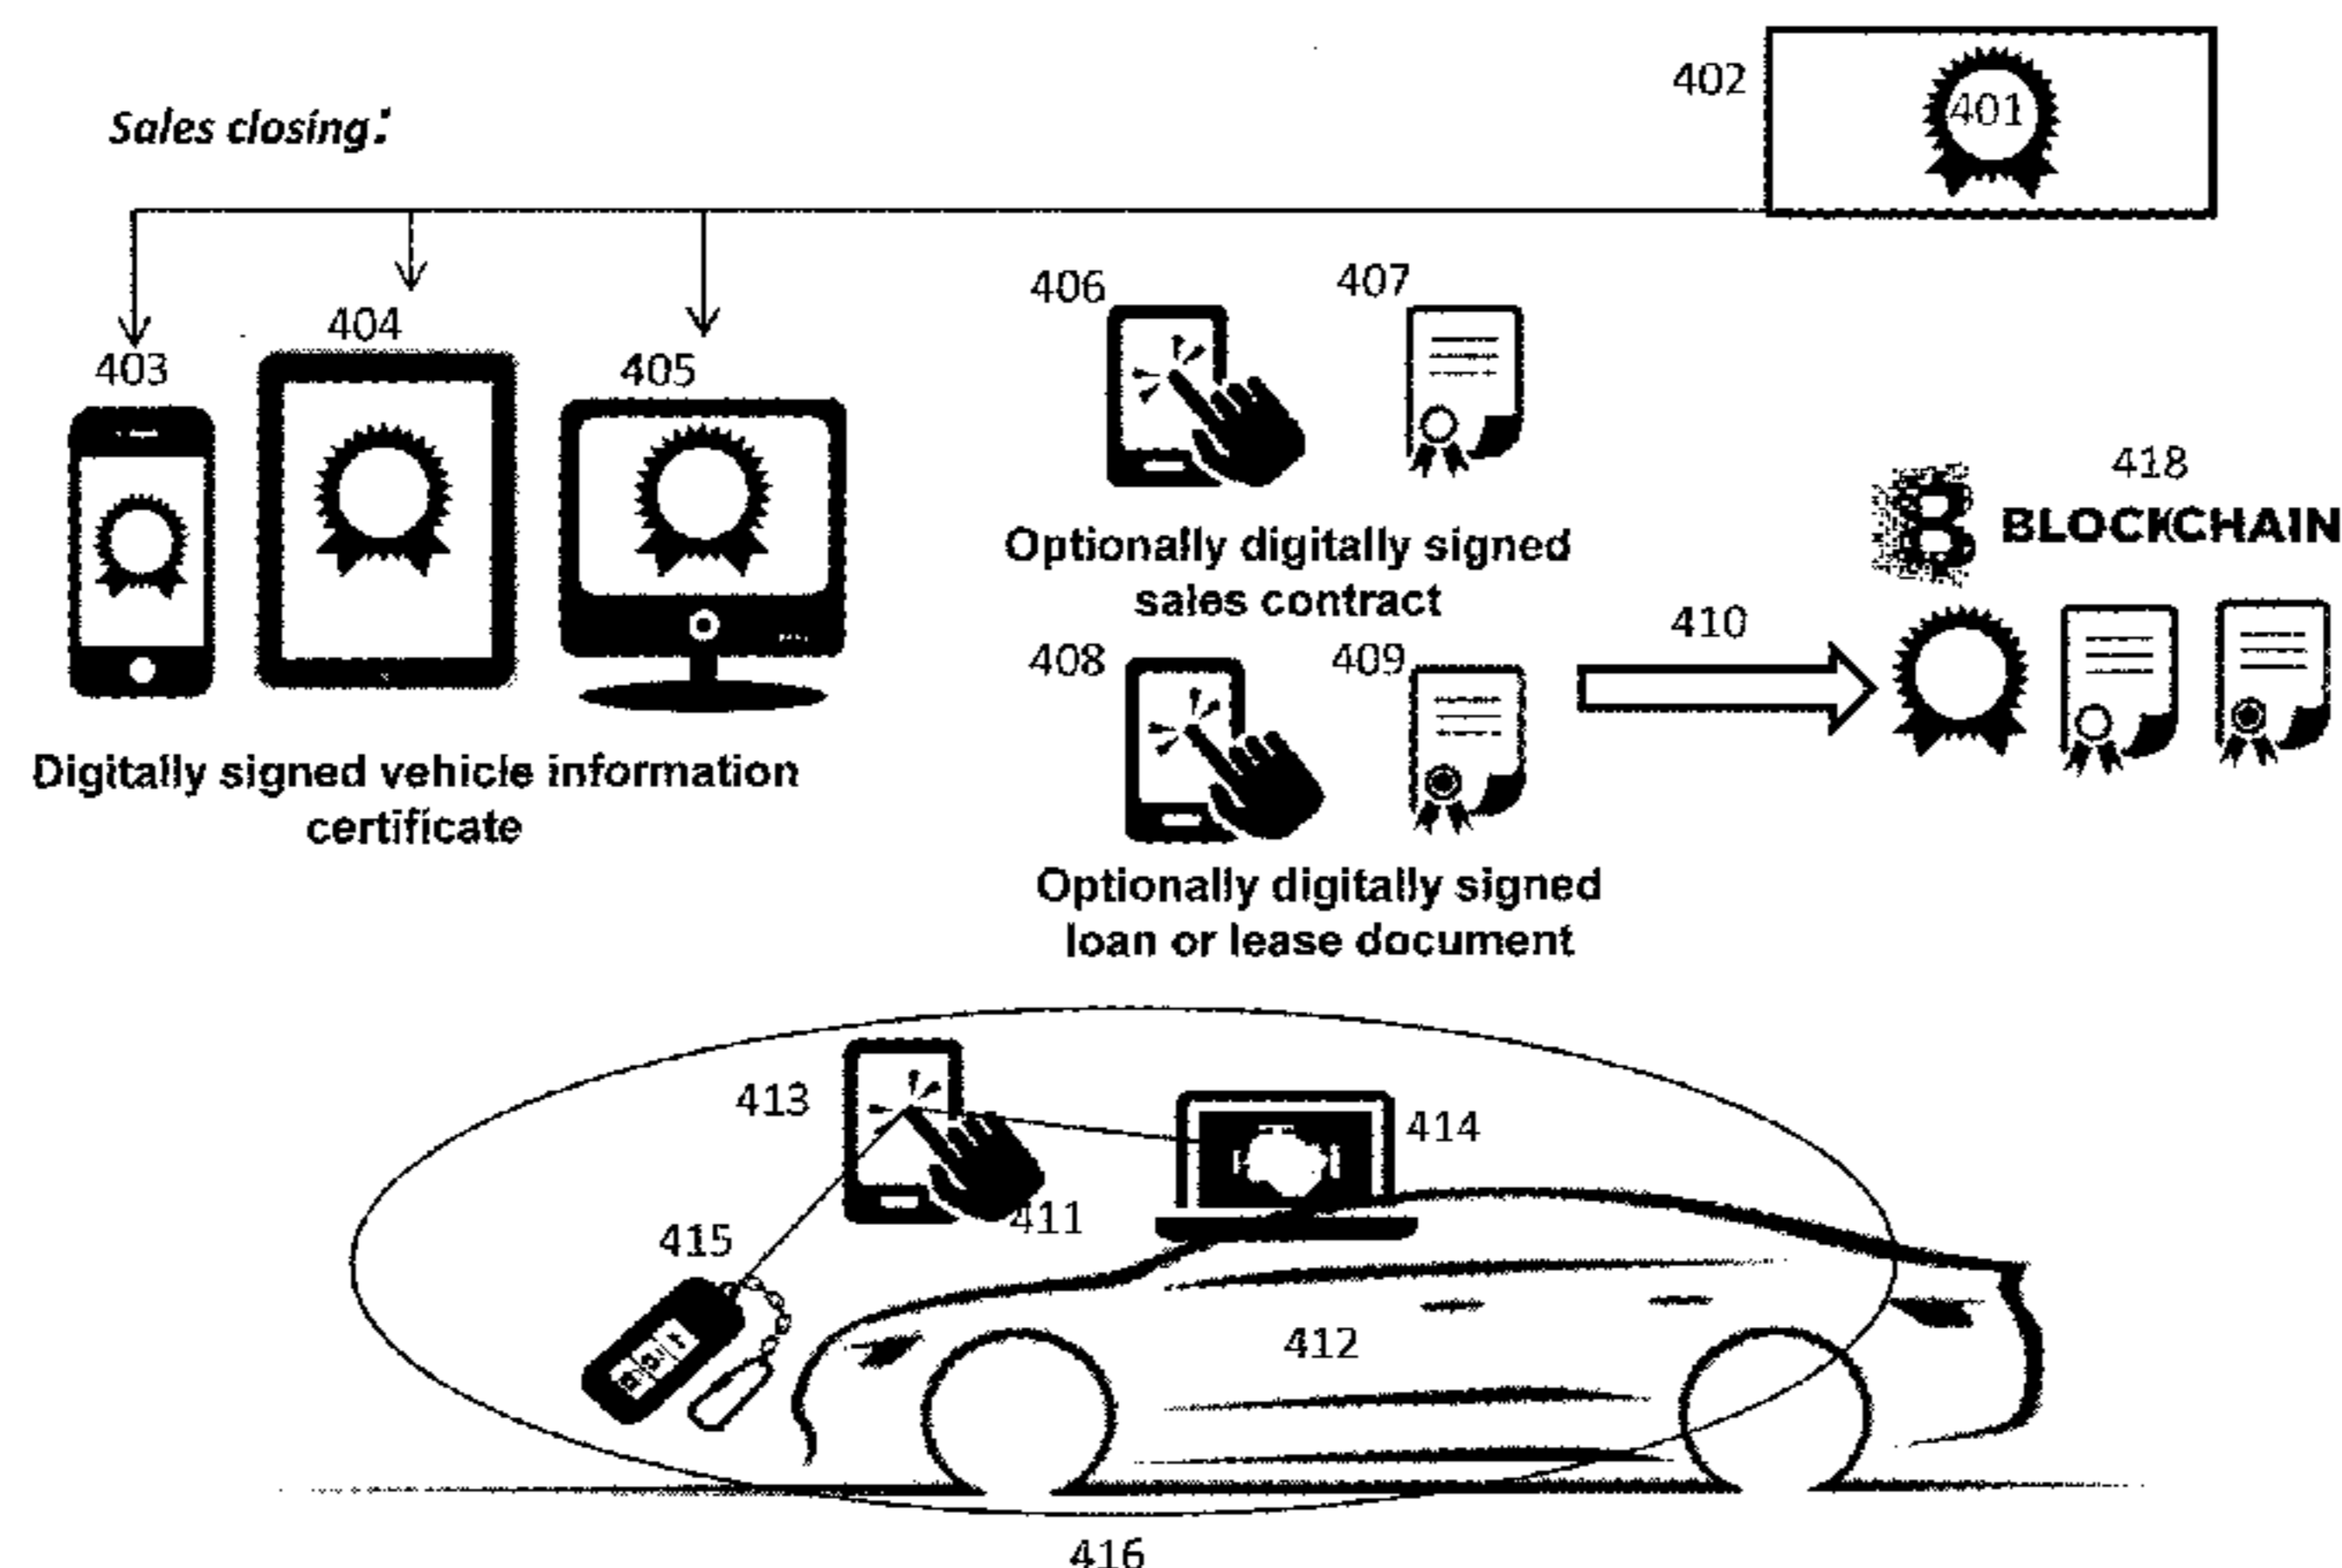 402
401
Sales closing:
406
407
404
403
405
418
BLOCKCHAIN
Optionally digitally signed
sales contract
410
408
409
Digitally signed vehicle information
certificate
Optionally digitally signed
loan or lease document
413
414
411
415
412
416